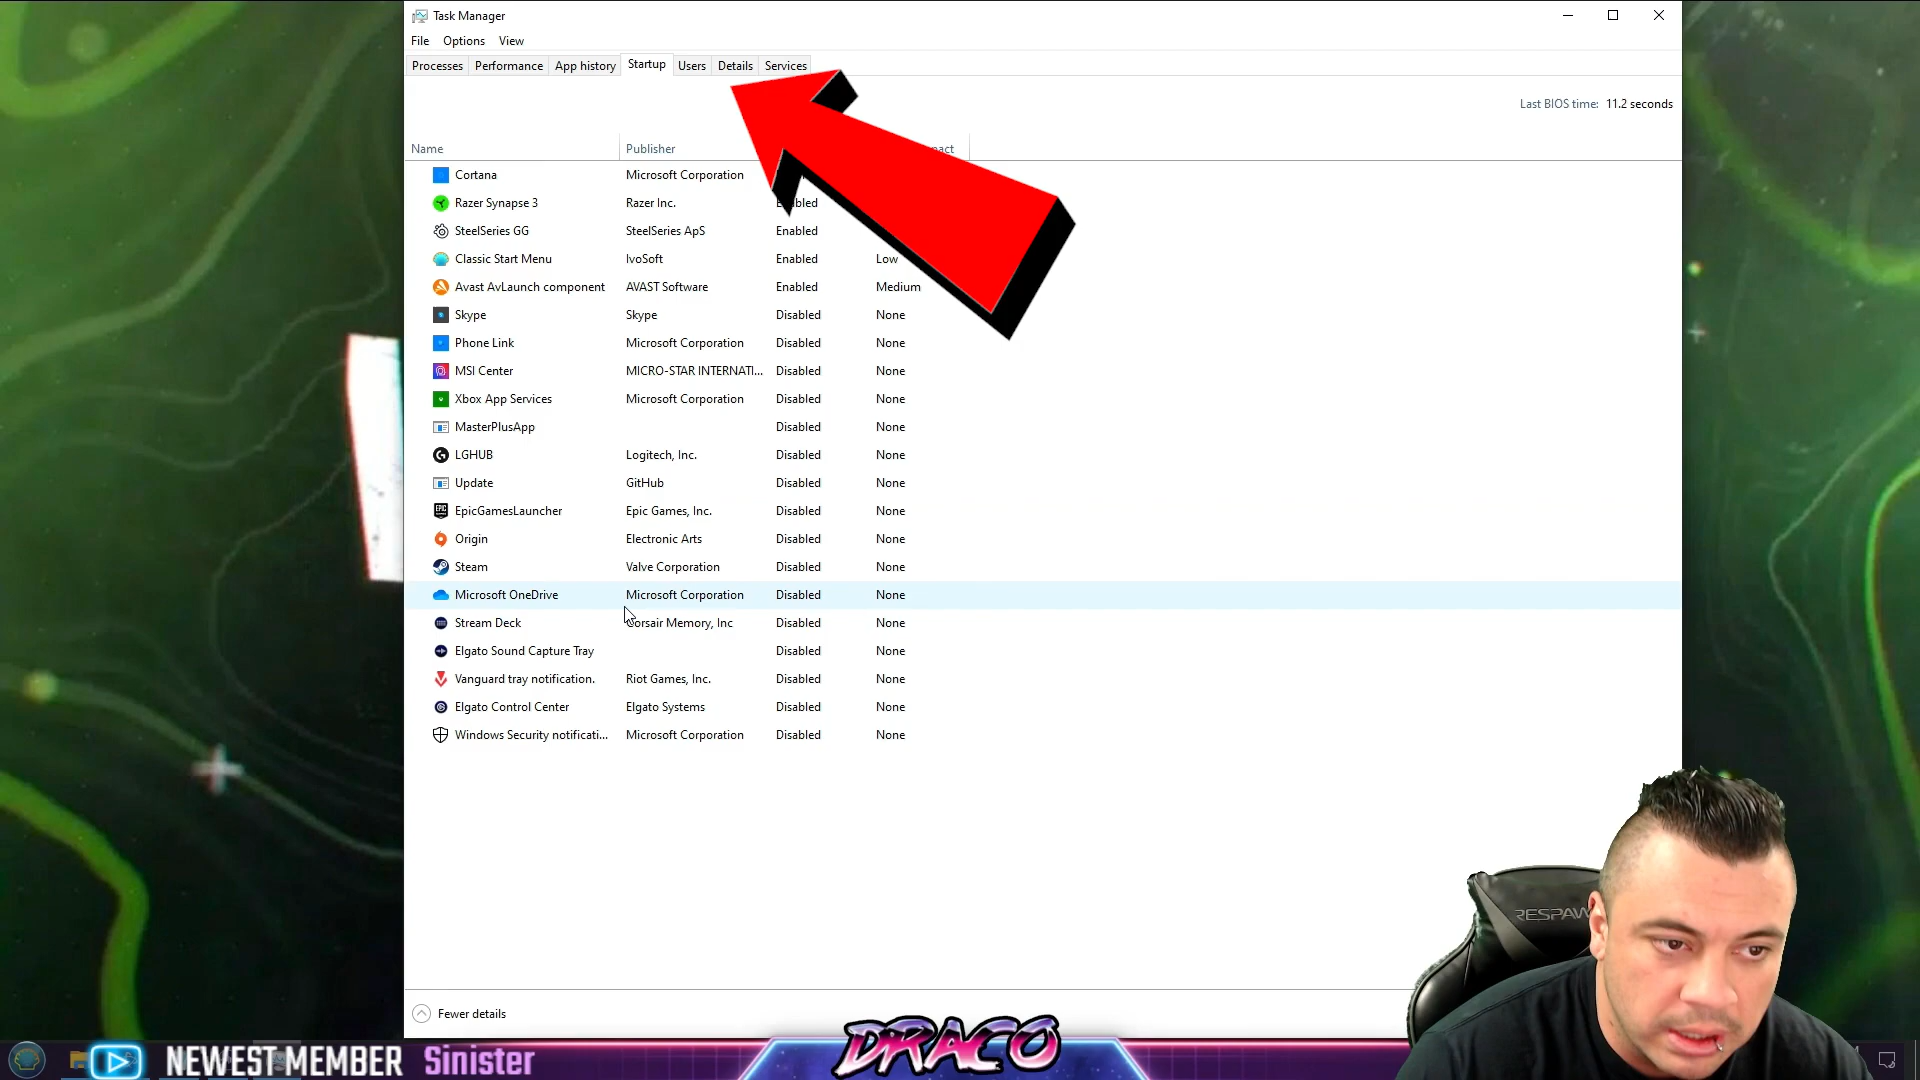 Task Manager
File Options View
Processes Performance App history Startup Users Details Services
Last BIOS time: 11.2 seconds
Name Publisher
Cortana Microsoft Corporation
Razer Synapse 3 Razer Inc.
SteelSeries GG SteelSeries ApS Enabled
Classic Start Menu IvoSoft Enabled Low
Avast AvLaunch component AVAST Software Enabled Medium
Skype Skype Disabled None
Phone Link Microsoft Corporation Disabled None
MSI Center MICRO-STAR INTERNATI... Disabled None
Xbox App Services Microsoft Corporation Disabled None
MasterPlusApp Disabled None
LGHUB Logitech, Inc. Disabled None
Update GitHub Disabled None
EpicGamesLauncher Epic Games, Inc. Disabled None
Origin Electronic Arts Disabled None
Steam Valve Corporation Disabled None
Microsoft OneDrive Microsoft Corporation Disabled None
Stream Deck Corsair Memory, Inc Disabled None
Elgato Sound Capture Tray Disabled None
Vanguard tray notification. Riot Games, Inc. Disabled None
Elgato Control Center Elgato Systems Disabled None
Windows Security notificati... Microsoft Corporation Disabled None
RESPAW
Fewer details
DRACO
NEWEST MEMBER Sinister